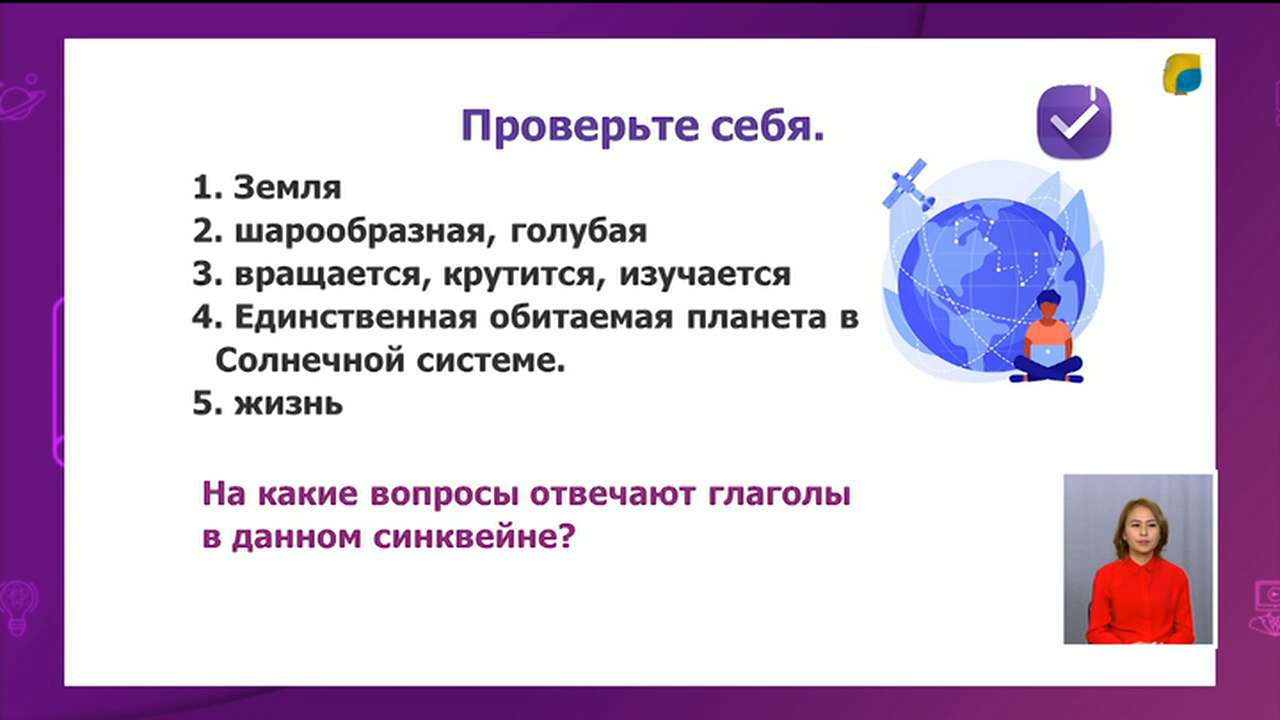 Проверьте себя.
1. Земля
2. шарообразная, голубая
3. вращается, крутится, изучается
4. Единственная обитаемая планета в
Солнечной системе.
5. жизнь
На какие вопросы отвечают глаголы
в данном синквейне?